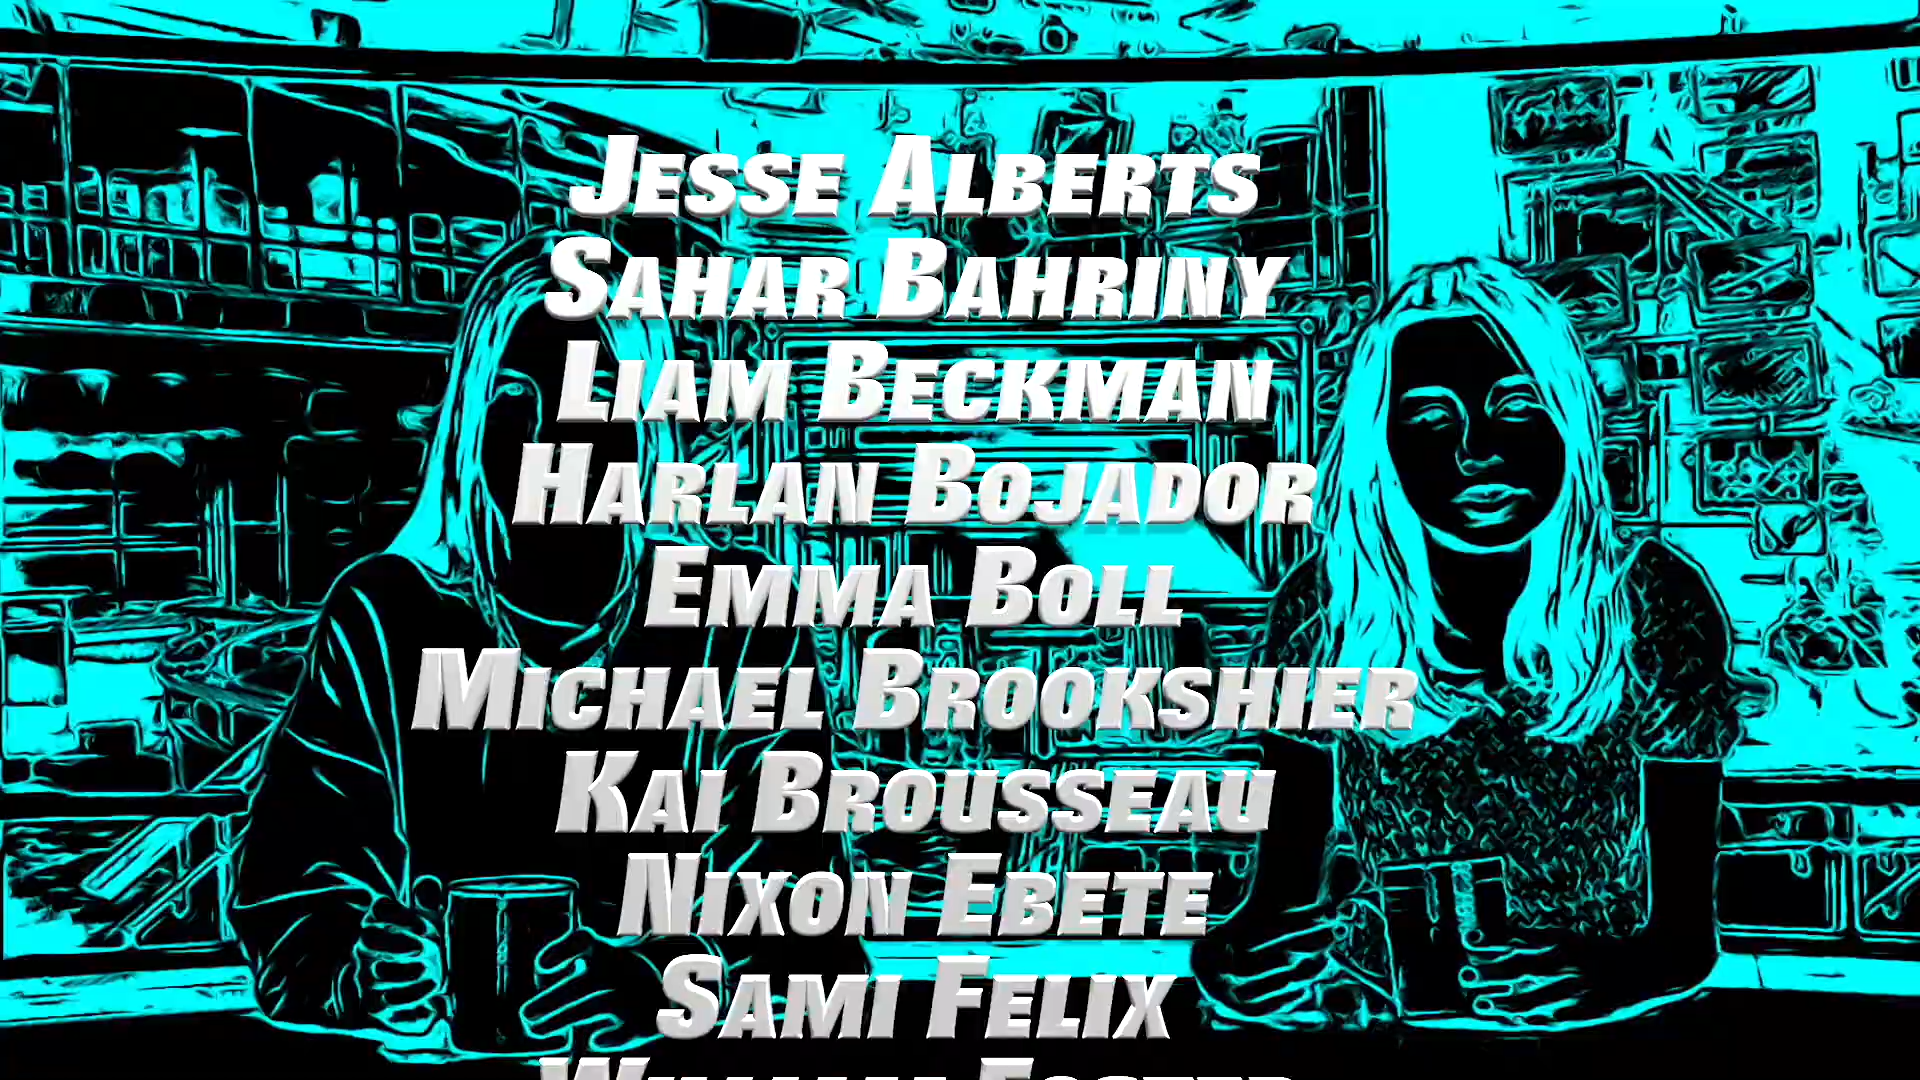 Jesse Alberts
Sahar Bahriny
Liam Beckman
Harlan Bojador
Emma Boll
Michael Brookshier
Kai Brousseau
Nixon Ebete
Sami Felix